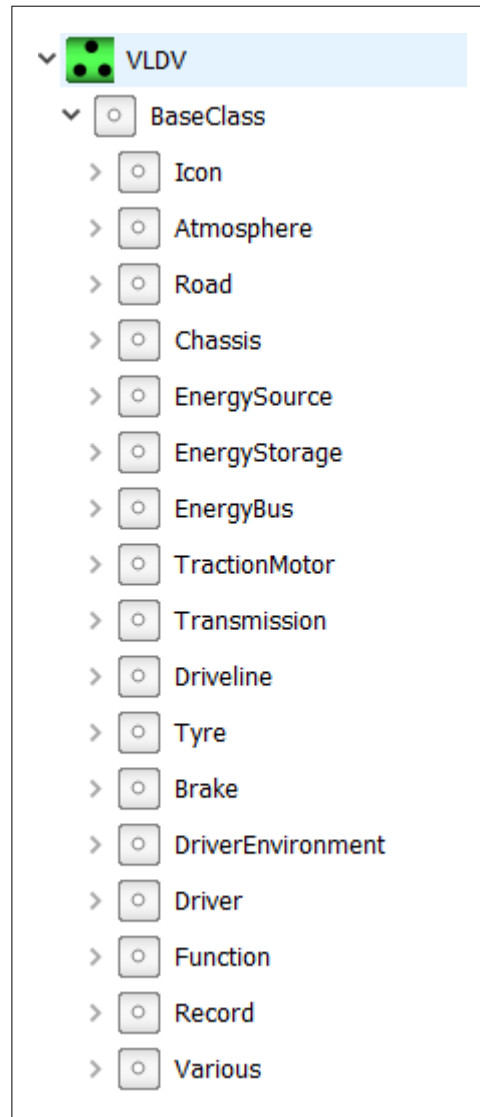 VLDV
BaseClass
Icon
Atmosphere
Road
Chassis
EnergySource
EnergyStorage
EnergyBus
TractionMotor
Transmission
Driveline
Tyre
Brake
DriverEnvironment
Driver
Function
Record
Various